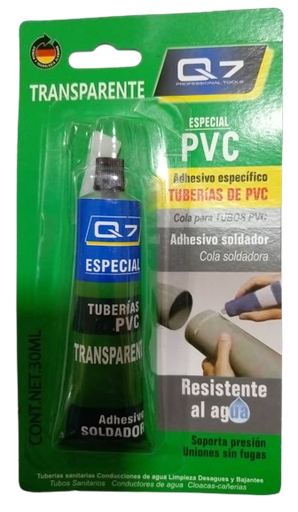 TRANSPARENTE
Q7
PROFESSIONAL TOOLS
ESPECIAL
PVC
Adhesivo específico
TUBERÍAS DE PVC
Cola para TUBOS PVC
Adhesivo soldador
Cola soldadora
Q7
ESPECIAL
TUBERÍAS
PVC
TRANSPARENT
Adhesivo
SOLDADOR
CONT.NET.30ML
Resistente
al agua
Soporta presión
Uniones sin fugas
Tuberías sanitarias Conducciones de agua Limpieza Desagues y Bajantes
Tubos Sanitarios Conductores de agua Cloacas-cañerias